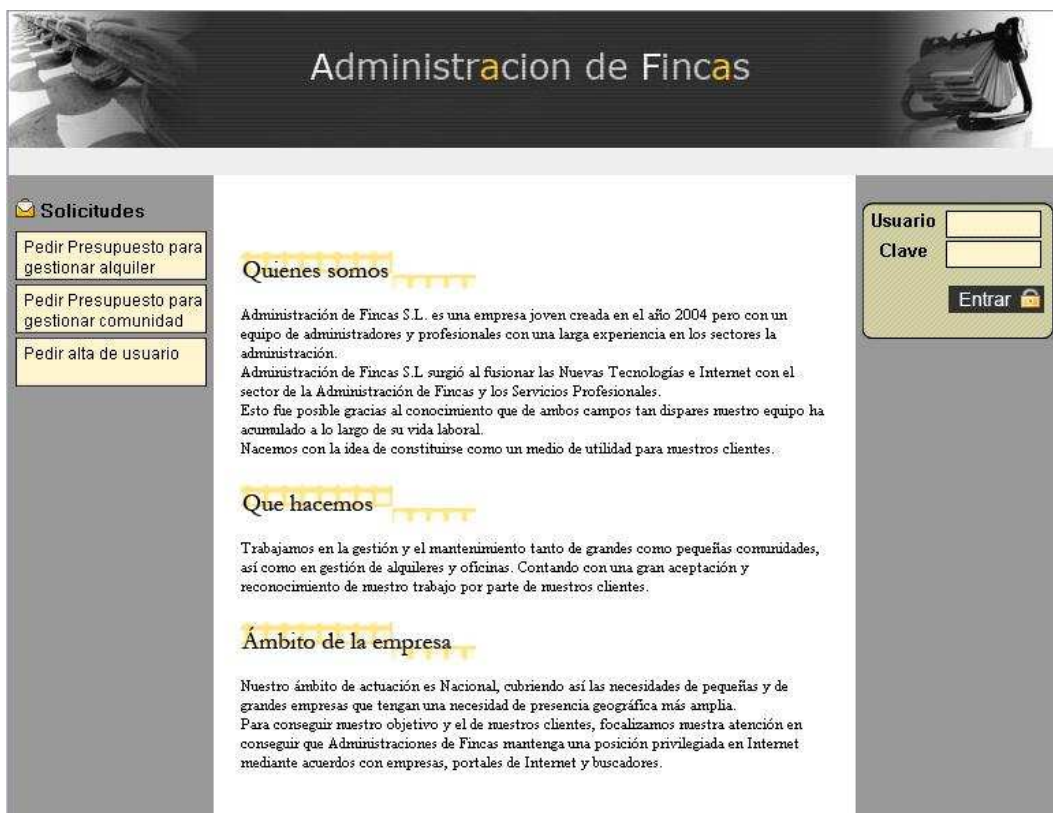 Administracion de Fincas
Solicitudes
Pedir Presupuesto para
gestionar alquiler
Pedir Presupuesto para
gestionar comunidad
Pedir alta de usuario
Quienes somos
Administración de Fincas S.L. es una empresa joven creada en el año 2004 pero con un
equipo de administradores y profesionales con una larga experiencia en los sectores la
administración.
Administración de Fincas S.L surgió al fusionar las Nuevas Tecnologías e Internet con el
sector de la Administración de Fincas y los Servicios Profesionales.
Esto fue posible gracias al conocimiento que de ambos campos tan dispares nuestro equipo ha
acumulado a lo largo de su vida laboral.
Nacemos con la idea de constituirse como un medio de utilidad para nuestros clientes.
Que hacemos
Trabajamos en la gestión y el mantenimiento tanto de grandes como pequeñas comunidades,
así como en gestión de alquileres y oficinas. Contando con una gran aceptación y
reconocimiento de nuestro trabajo por parte de nuestros clientes.
Ámbito de la empresa
Nuestro ámbito de actuación es Nacional, cubriendo así las necesidades de pequeñas y de
grandes empresas que tengan una necesidad de presencia geográfica más amplia.
Para conseguir nuestro objetivo y el de nuestros clientes, focalizamos nuestra atención en
conseguir que Administraciones de Fincas mantenga una posición privilegiada en Internet
mediante acuerdos con empresas, portales de Internet y buscadores.
Usuario
Clave
Entrar